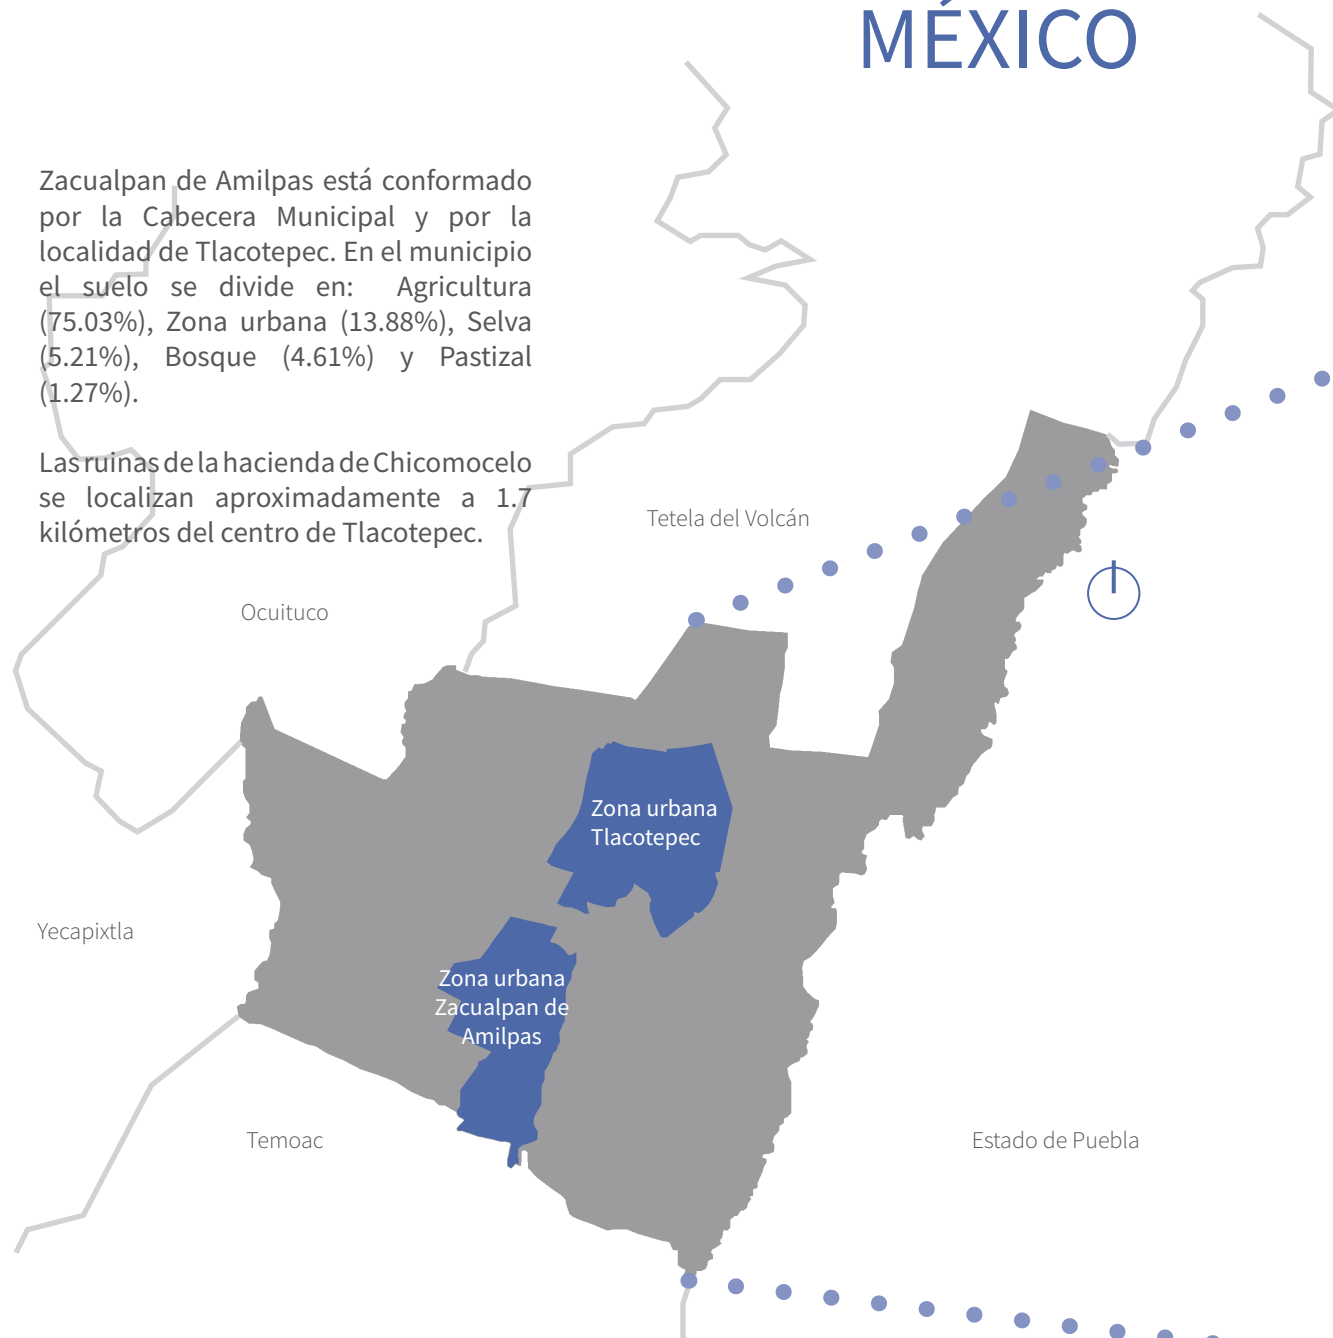 MÉXICO
Zacualpan de Amilpas está conformado
por la Cabecera Municipal y por la
localidad de Tlacotepec. En el municipio
el suelo se divide en: Agricultura
(75.03%), Zona urbana (13.88%), Selva
(5.21%), Bosque (4.61%) y Pastizal
(1.27%).
Las ruinas de la hacienda de Chicomocelo
se localizan aproximadamente a 1.7
kilómetros del centro de Tlacotepec.
Tetela del Volcán
Ocuituco
Zona urbana
Tlacotepec
Yecapixtla
Zona urbana
Zacualpan de
Amilpas
Temoac
Estado de Puebla